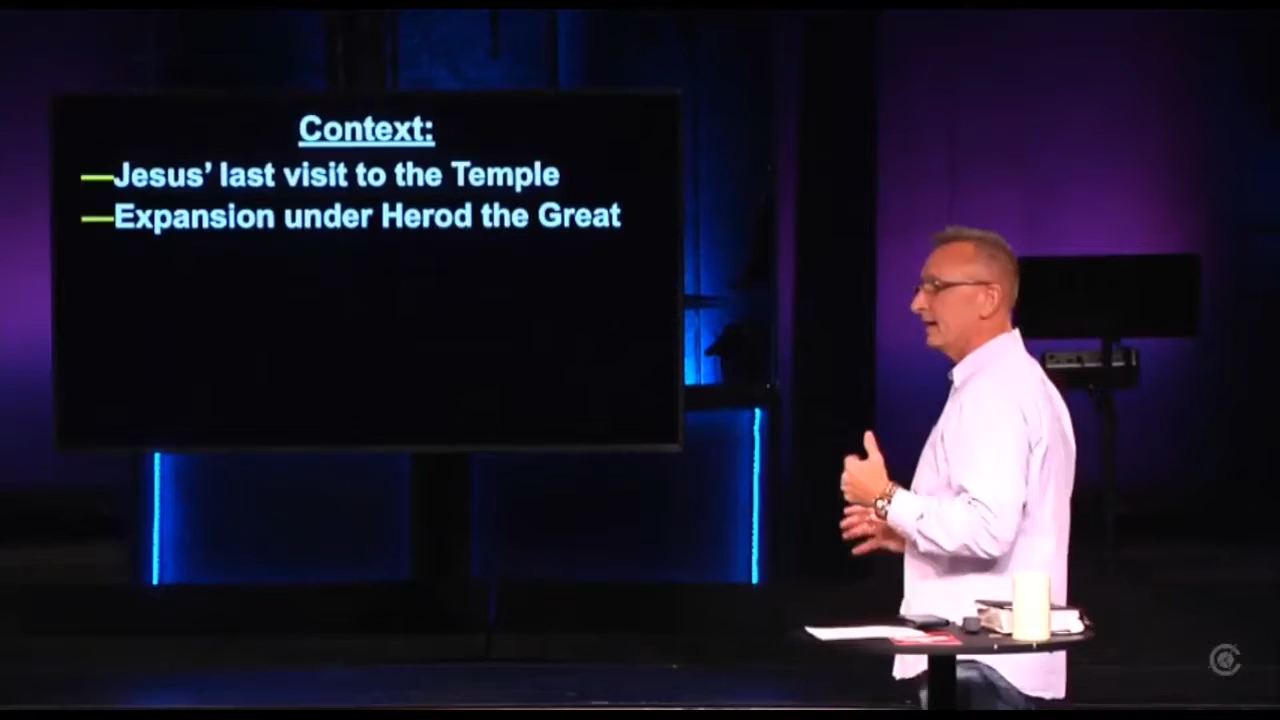 Context:
—Jesus’ last visit to the Temple
—Expansion under Herod the Great